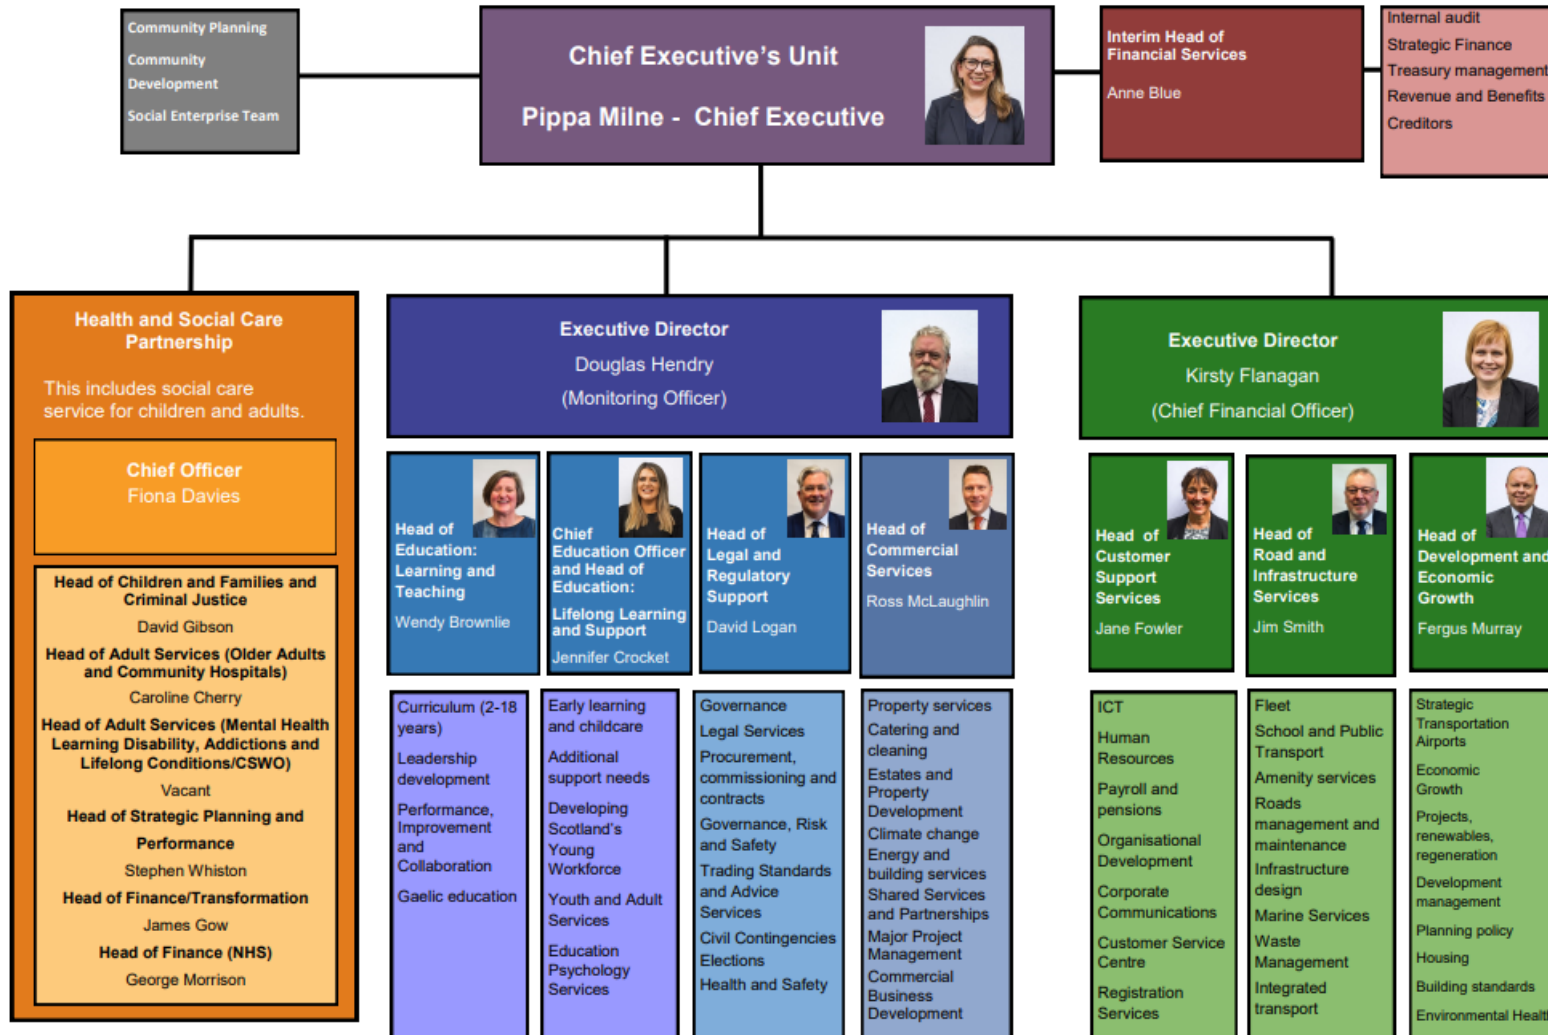 Community Planning
Community
Development
Social Enterprise Team
Chief Executive's Unit
Pippa Milne -  Chief Executive
Interim Head of
Financial Services
Anne Blue
Internal audit
Strategic Finance
Treasury management
Revenue and Benefits
Creditors
Health and Social Care
Partnership
This includes social care
service for children and adults.
Chief Officer
Fiona Davies
Head of Children and Families and
Criminal Justice
David Gibson
Head of Adult Services (Older Adults
and Community Hospitals)
Caroline Cherry
Head of Adult Services (Mental Health
Learning Disability, Addictions and
Lifelong Conditions/CSWO)
Vacant
Head of Strategic Planning and
Performance
Stephen Whiston
Head of Finance/Transformation
James Gow
Head of Finance (NHS)
George Morrison
Executive Director
Douglas Hendry
(Monitoring Officer)
Head of
Education:
Learning and
Teaching
Wendy Brownlie
Chief
Education Officer
and Head of
Education:
Lifelong Learning
and Support
Jennifer Crocket
Head of
Legal and
Regulatory
Support
David Logan
Head of
Commercial
Services
Ross McLaughlin
Curriculum (2-18
years)
Leadership
development
Performance,
Improvement
and
Collaboration
Gaelic education
Early learning
and childcare
Additional
support needs
Developing
Scotland's
Young
Workforce
Youth and Adult
Services
Education
Psychology
Services
Governance
Legal Services
Procurement,
commissioning and
contracts
Governance, Risk
and Safety
Trading Standards
and Advice
Services
Civil Contingencies
Elections
Health and Safety
Property services
Catering and
cleaning
Estates and
Property
Development
Climate change
Energy and
building services
Shared Services
and Partnerships
Major Project
Management
Commercial
Business
Development
Executive Director
Kirsty Flanagan
(Chief Financial Officer)
Head  of
Customer
Support
Services
Jane Fowler
Head of
Road and
Infrastructure
Services
Jim Smith
Head of
Development and
Economic
Growth
Fergus Murray
ICT
Human
Resources
Payroll and
pensions
Organisational
Development
Corporate
Communications
Customer Service
Centre
Registration
Services
Fleet
School and Public
Transport
Amenity services
Roads
management and
maintenance
Infrastructure
design
Marine Services
Waste
Management
Integrated
transport
Strategic
Transportation
Airports
Economic
Growth
Projects,
renewables,
regeneration
Development
management
Planning policy
Housing
Building standards
Environmental Health